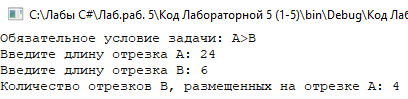 C:\Лабы C#\Лаб.раб. 5\Код Лабораторной 5 (1-5)\bin\Debug\Код Лаб
Обязательное условие задачи: A>B
Введите длину отрезка A: 24
Введите длину отрезка B: 6
Количество отрезков B, размещенных на отрезке A: 4